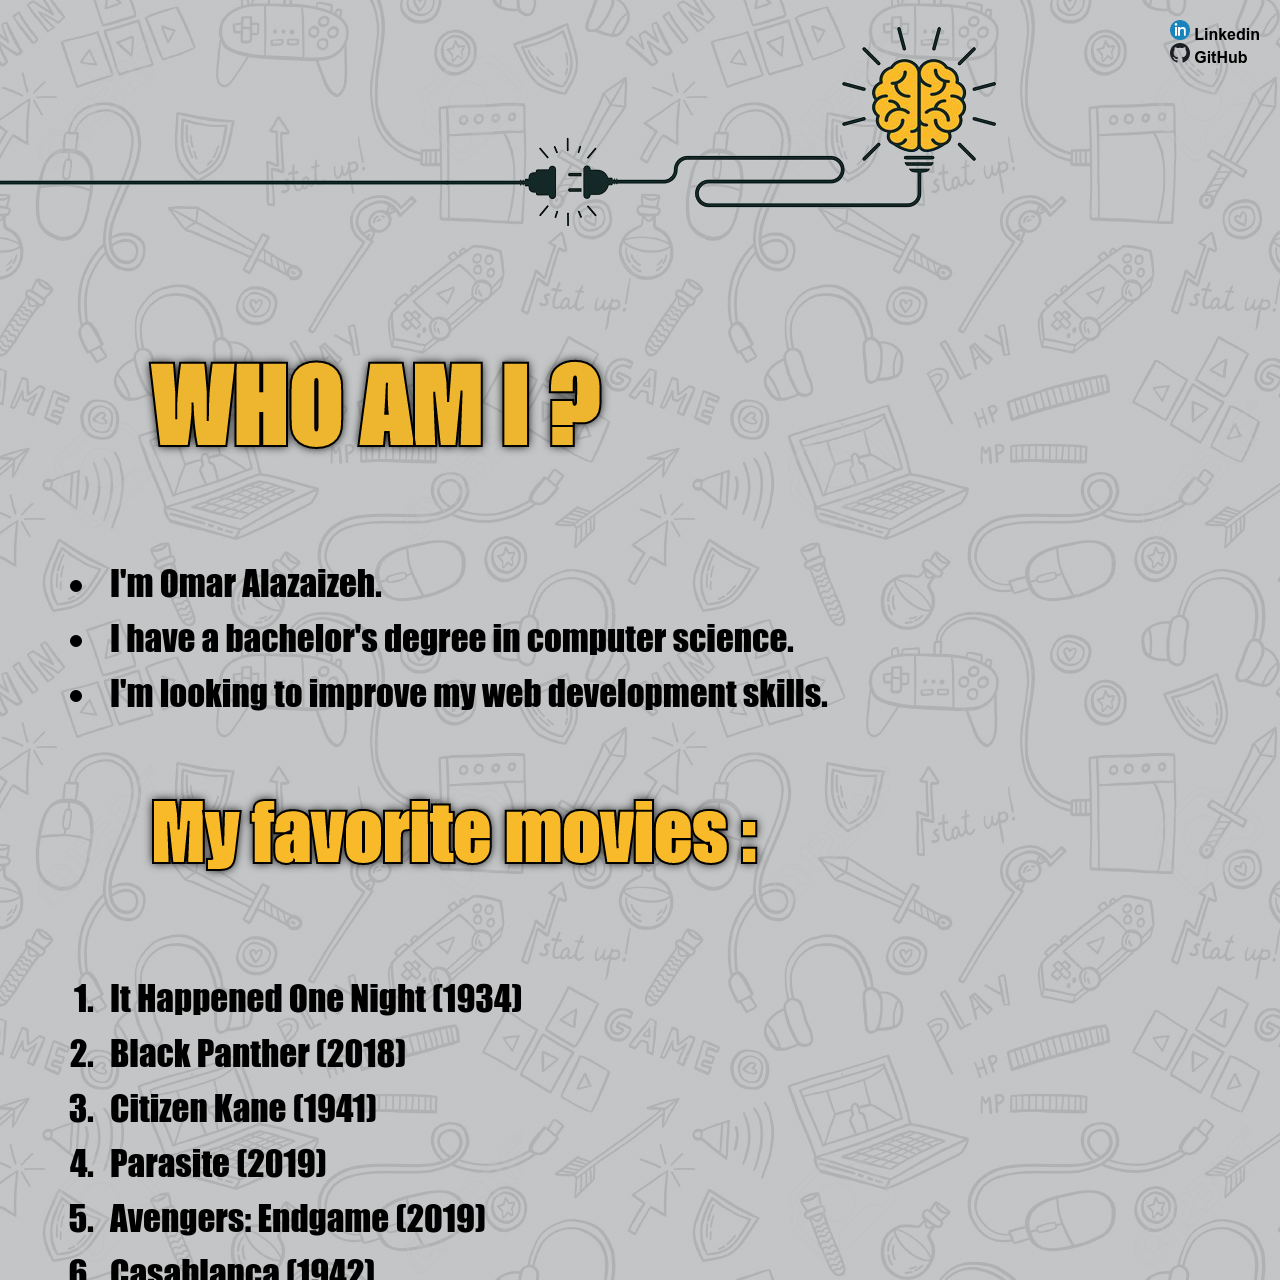 Linkedin
GitHub
WHO AM I ?
I'm Omar Alazaizeh.
I have a bachelor's degree in computer science.
I'm looking to improve my web development skills.
My favorite movies :
1. It Happened One Night (1934)
2. Black Panther (2018)
3. Citizen Kane (1941)
4. Parasite (2019)
5. Avengers: Endgame (2019)
6. Casablanca (1942)